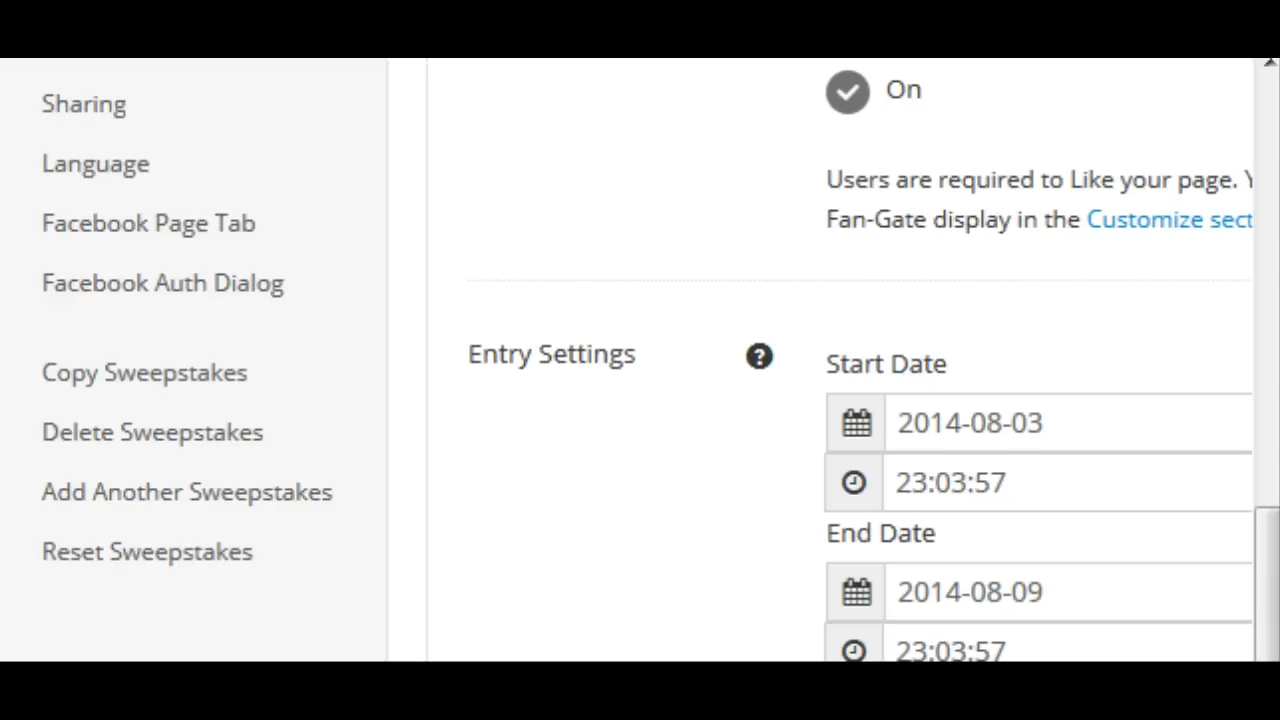 Sharing
Language
Facebook Page Tab
Facebook Auth Dialog
Copy Sweepstakes
Delete Sweepstakes
Add Another Sweepstakes
Reset Sweepstakes
On
Users are required to Like your page.
Fan-Gate display in the Customize sect
Entry Settings
Start Date
2014-08-03
23:03:57
End Date
2014-08-09
23:03:57